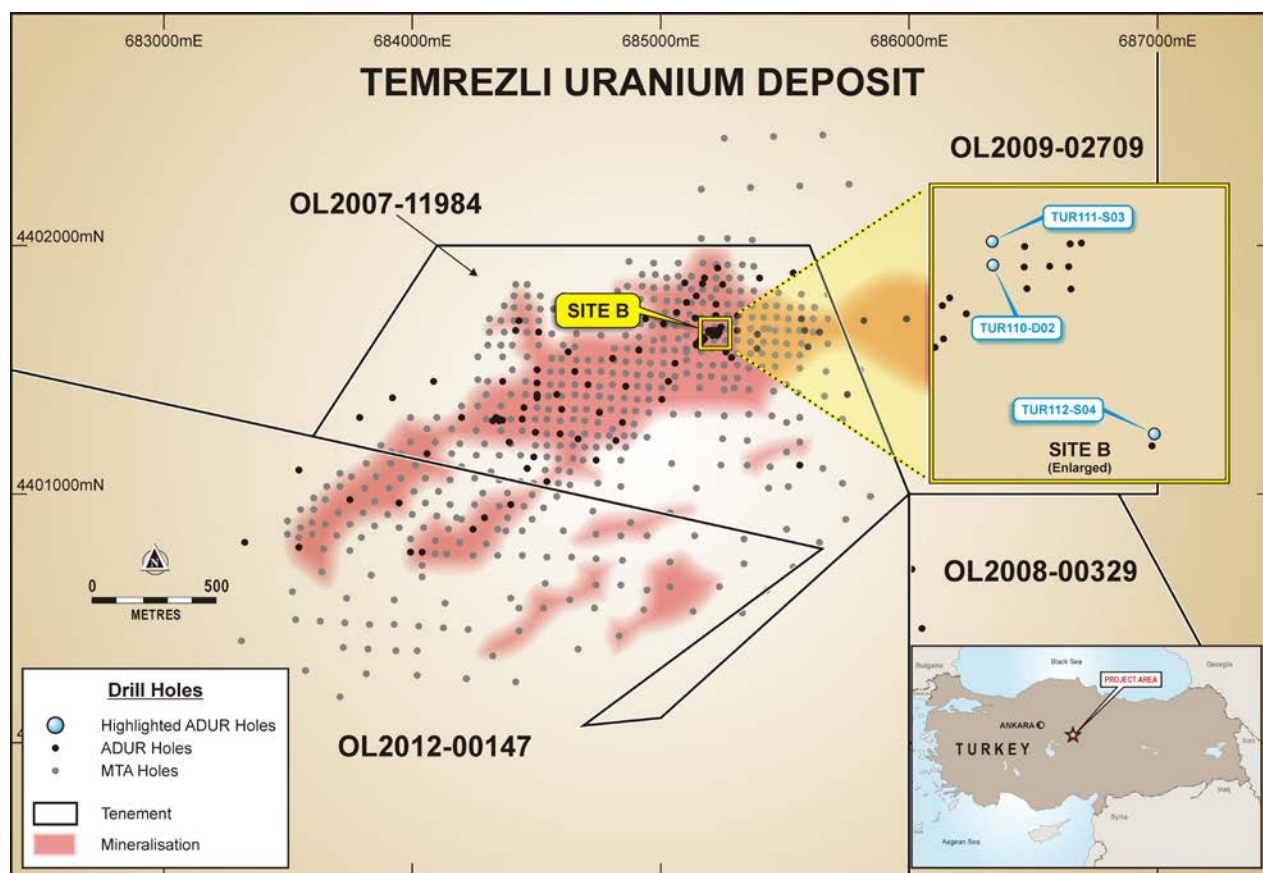 683000mE 684000mE 685000mE 686000mE 687000mE
TEMREZLI URANIUM DEPOSIT
OL2009-02709
OL2007-11984
4402000mN
TUR111-S03
SITE B
TUR110-D02
TUR112-S04
SITE B
(Enlarged)
4401000mN
N
0 500
METRES
OL2008-00329
OL2012-00147
Drill Holes
Highlighted ADUR Holes
ADUR Holes
MTA Holes
Tenement
Mineralisation
Bulgaria
Black Sea
Georgia
PROJECT AREA
ANKARA
TURKEY
Iran
Iraq
Syria
Aegean Sea